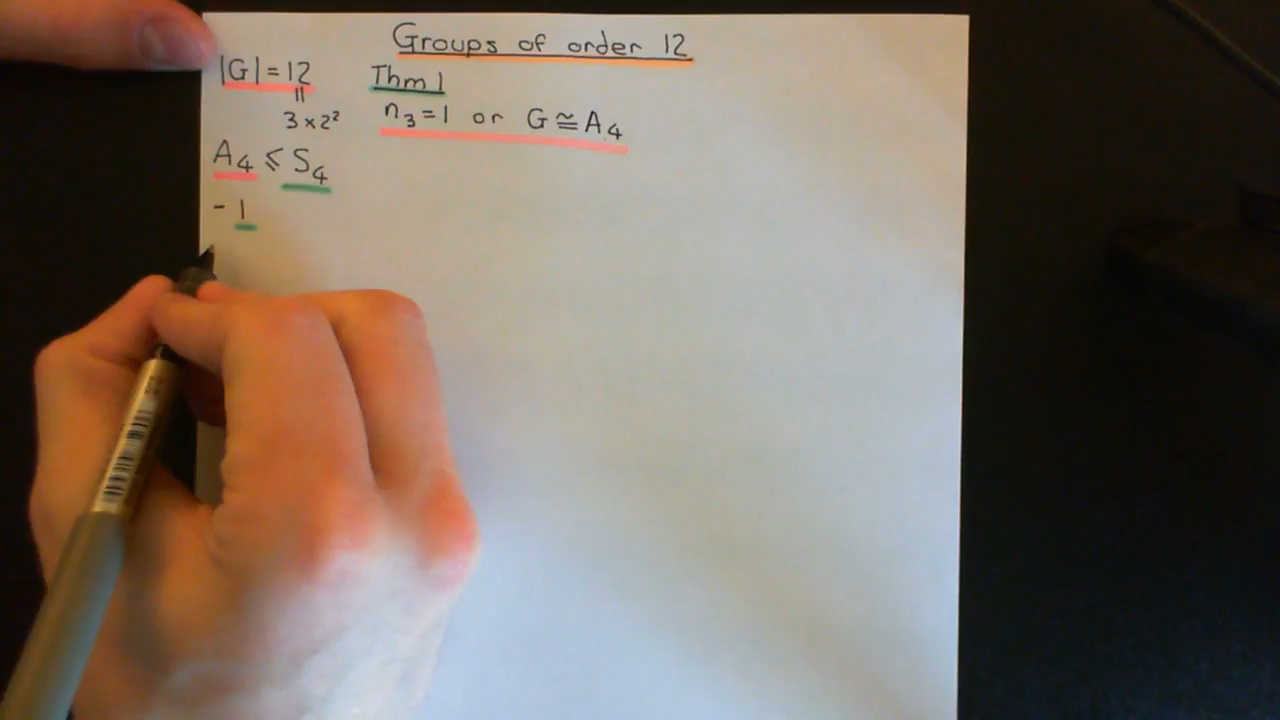 Groups of order 12
|G| = 12
=
3 × 2²
Thm 1
n₃ = 1 or G ≅ A₄
A₄ ⩽ S₄
- 1